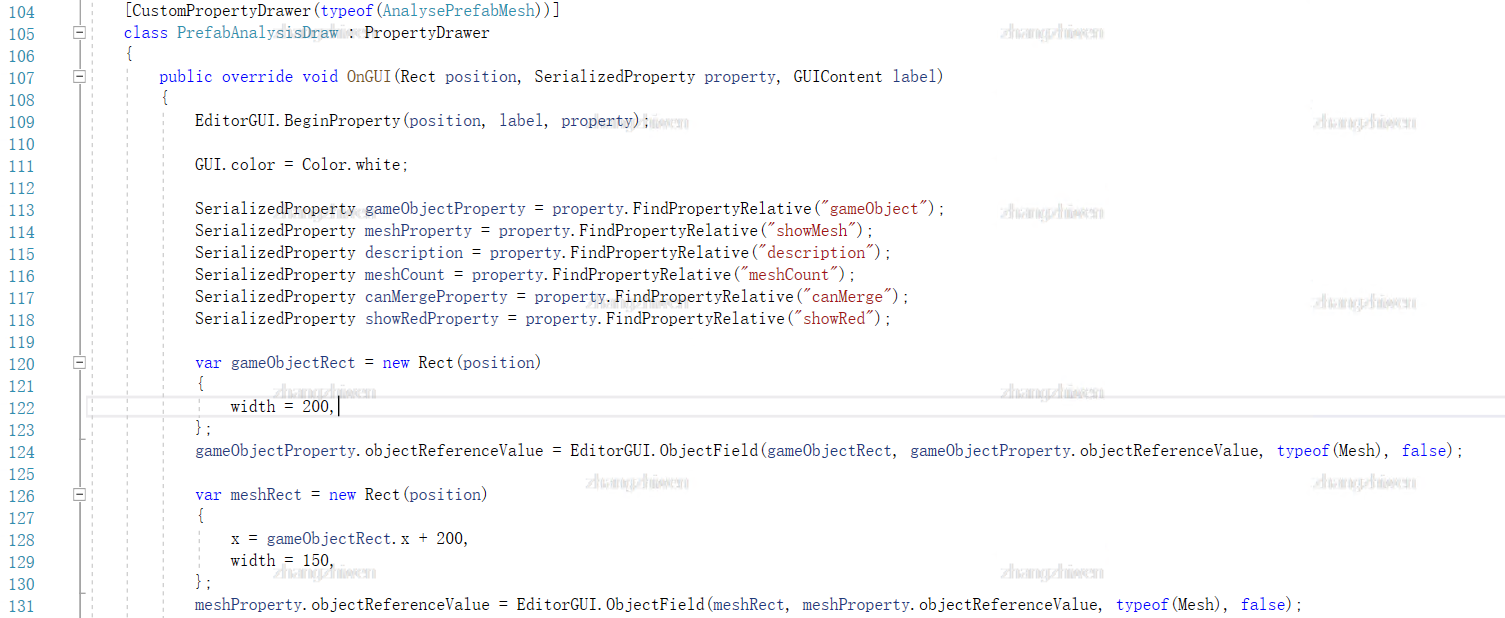 104 [CustomPropertyDrawer(typeof(AnalysePrefabMesh))]
105 class PrefabAnalysisDraw : PropertyDrawer
106 {
107 public override void OnGUI(Rect position, SerializedProperty property, GUIContent label)
108 {
109 EditorGUI.BeginProperty(position, label, property);
110
111 GUI.color = Color.white;
112
113 SerializedProperty gameObjectProperty = property.FindPropertyRelative("gameObject");
114 SerializedProperty meshProperty = property.FindPropertyRelative("showMesh");
115 SerializedProperty description = property.FindPropertyRelative("description");
116 SerializedProperty meshCount = property.FindPropertyRelative("meshCount");
117 SerializedProperty canMergeProperty = property.FindPropertyRelative("canMerge");
118 SerializedProperty showRedProperty = property.FindPropertyRelative("showRed");
119
120 var gameObjectRect = new Rect(position)
121 {
122 width = 200,
123 };
124 gameObjectProperty.objectReferenceValue = EditorGUI.ObjectField(gameObjectRect, gameObjectProperty.objectReferenceValue, typeof(Mesh), false);
125
126 var meshRect = new Rect(position)
127 {
128 x = gameObjectRect.x + 200,
129 width = 150,
130 };
131 meshProperty.objectReferenceValue = EditorGUI.ObjectField(meshRect, meshProperty.objectReferenceValue, typeof(Mesh), false);